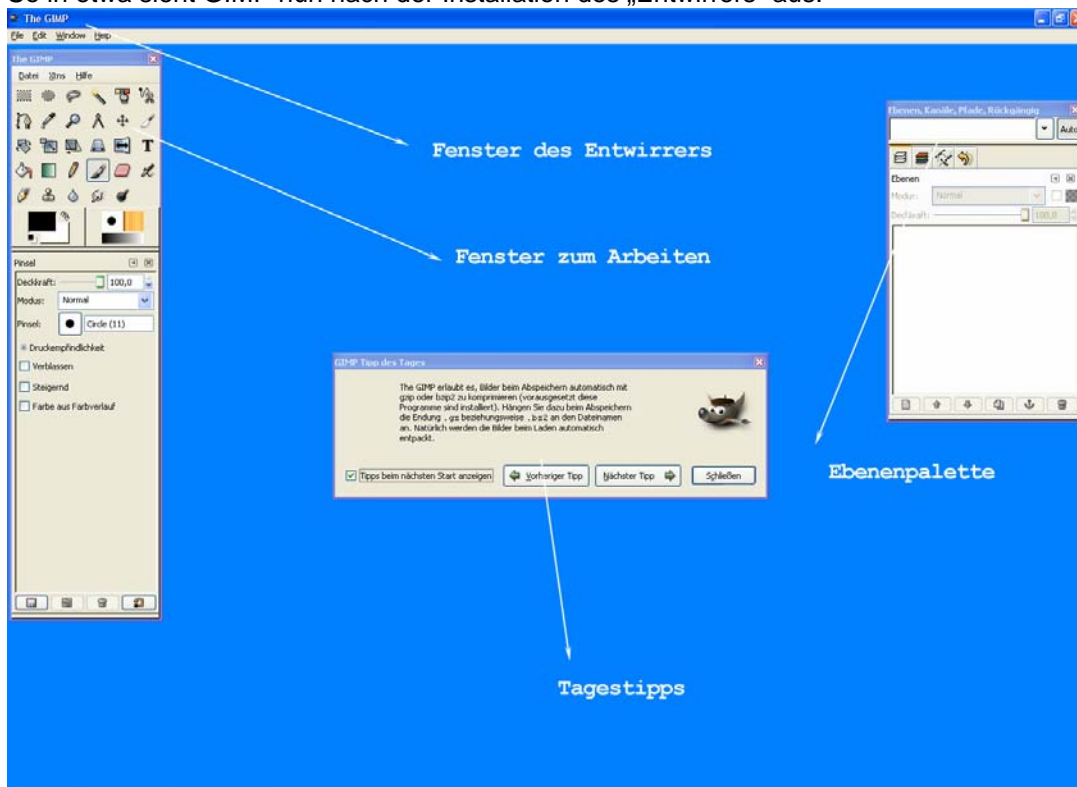 So in etwa sieht GIMP nun nach der Installation des „Entwirrers“ aus:
The GIMP
File Edit Window Help
The GIMP
Datei Xtns Hilfe
Fenster des Entwirrers
Fenster zum Arbeiten
Pinsel
Deckkraft: 100,0
Modus: Normal
Pinsel: Circle (11)
Druckempfindlichkeit
Verblassen
Steigernd
Farbe aus Farbverlauf
GIMP Tipp des Tages
The GIMP erlaubt es, Bilder beim Abspeichern automatisch mit
gzip oder bzip2 zu komprimieren (vorausgesetzt diese
Programme sind installiert). Hängen Sie dazu beim Abspeichern
die Endung .gz beziehungsweise .bz2 an den Dateinamen
an. Natürlich werden die Bilder beim Laden automatisch
entpackt.
Tipps beim nächsten Start anzeigen
Vorheriger Tipp
Nächster Tipp
Schließen
Tagestipps
Ebenen, Kanäle, Pfade, Rückgängig
Auto
Ebenen
Modus: Normal
Deckkraft: 100,0
Ebenenpalette